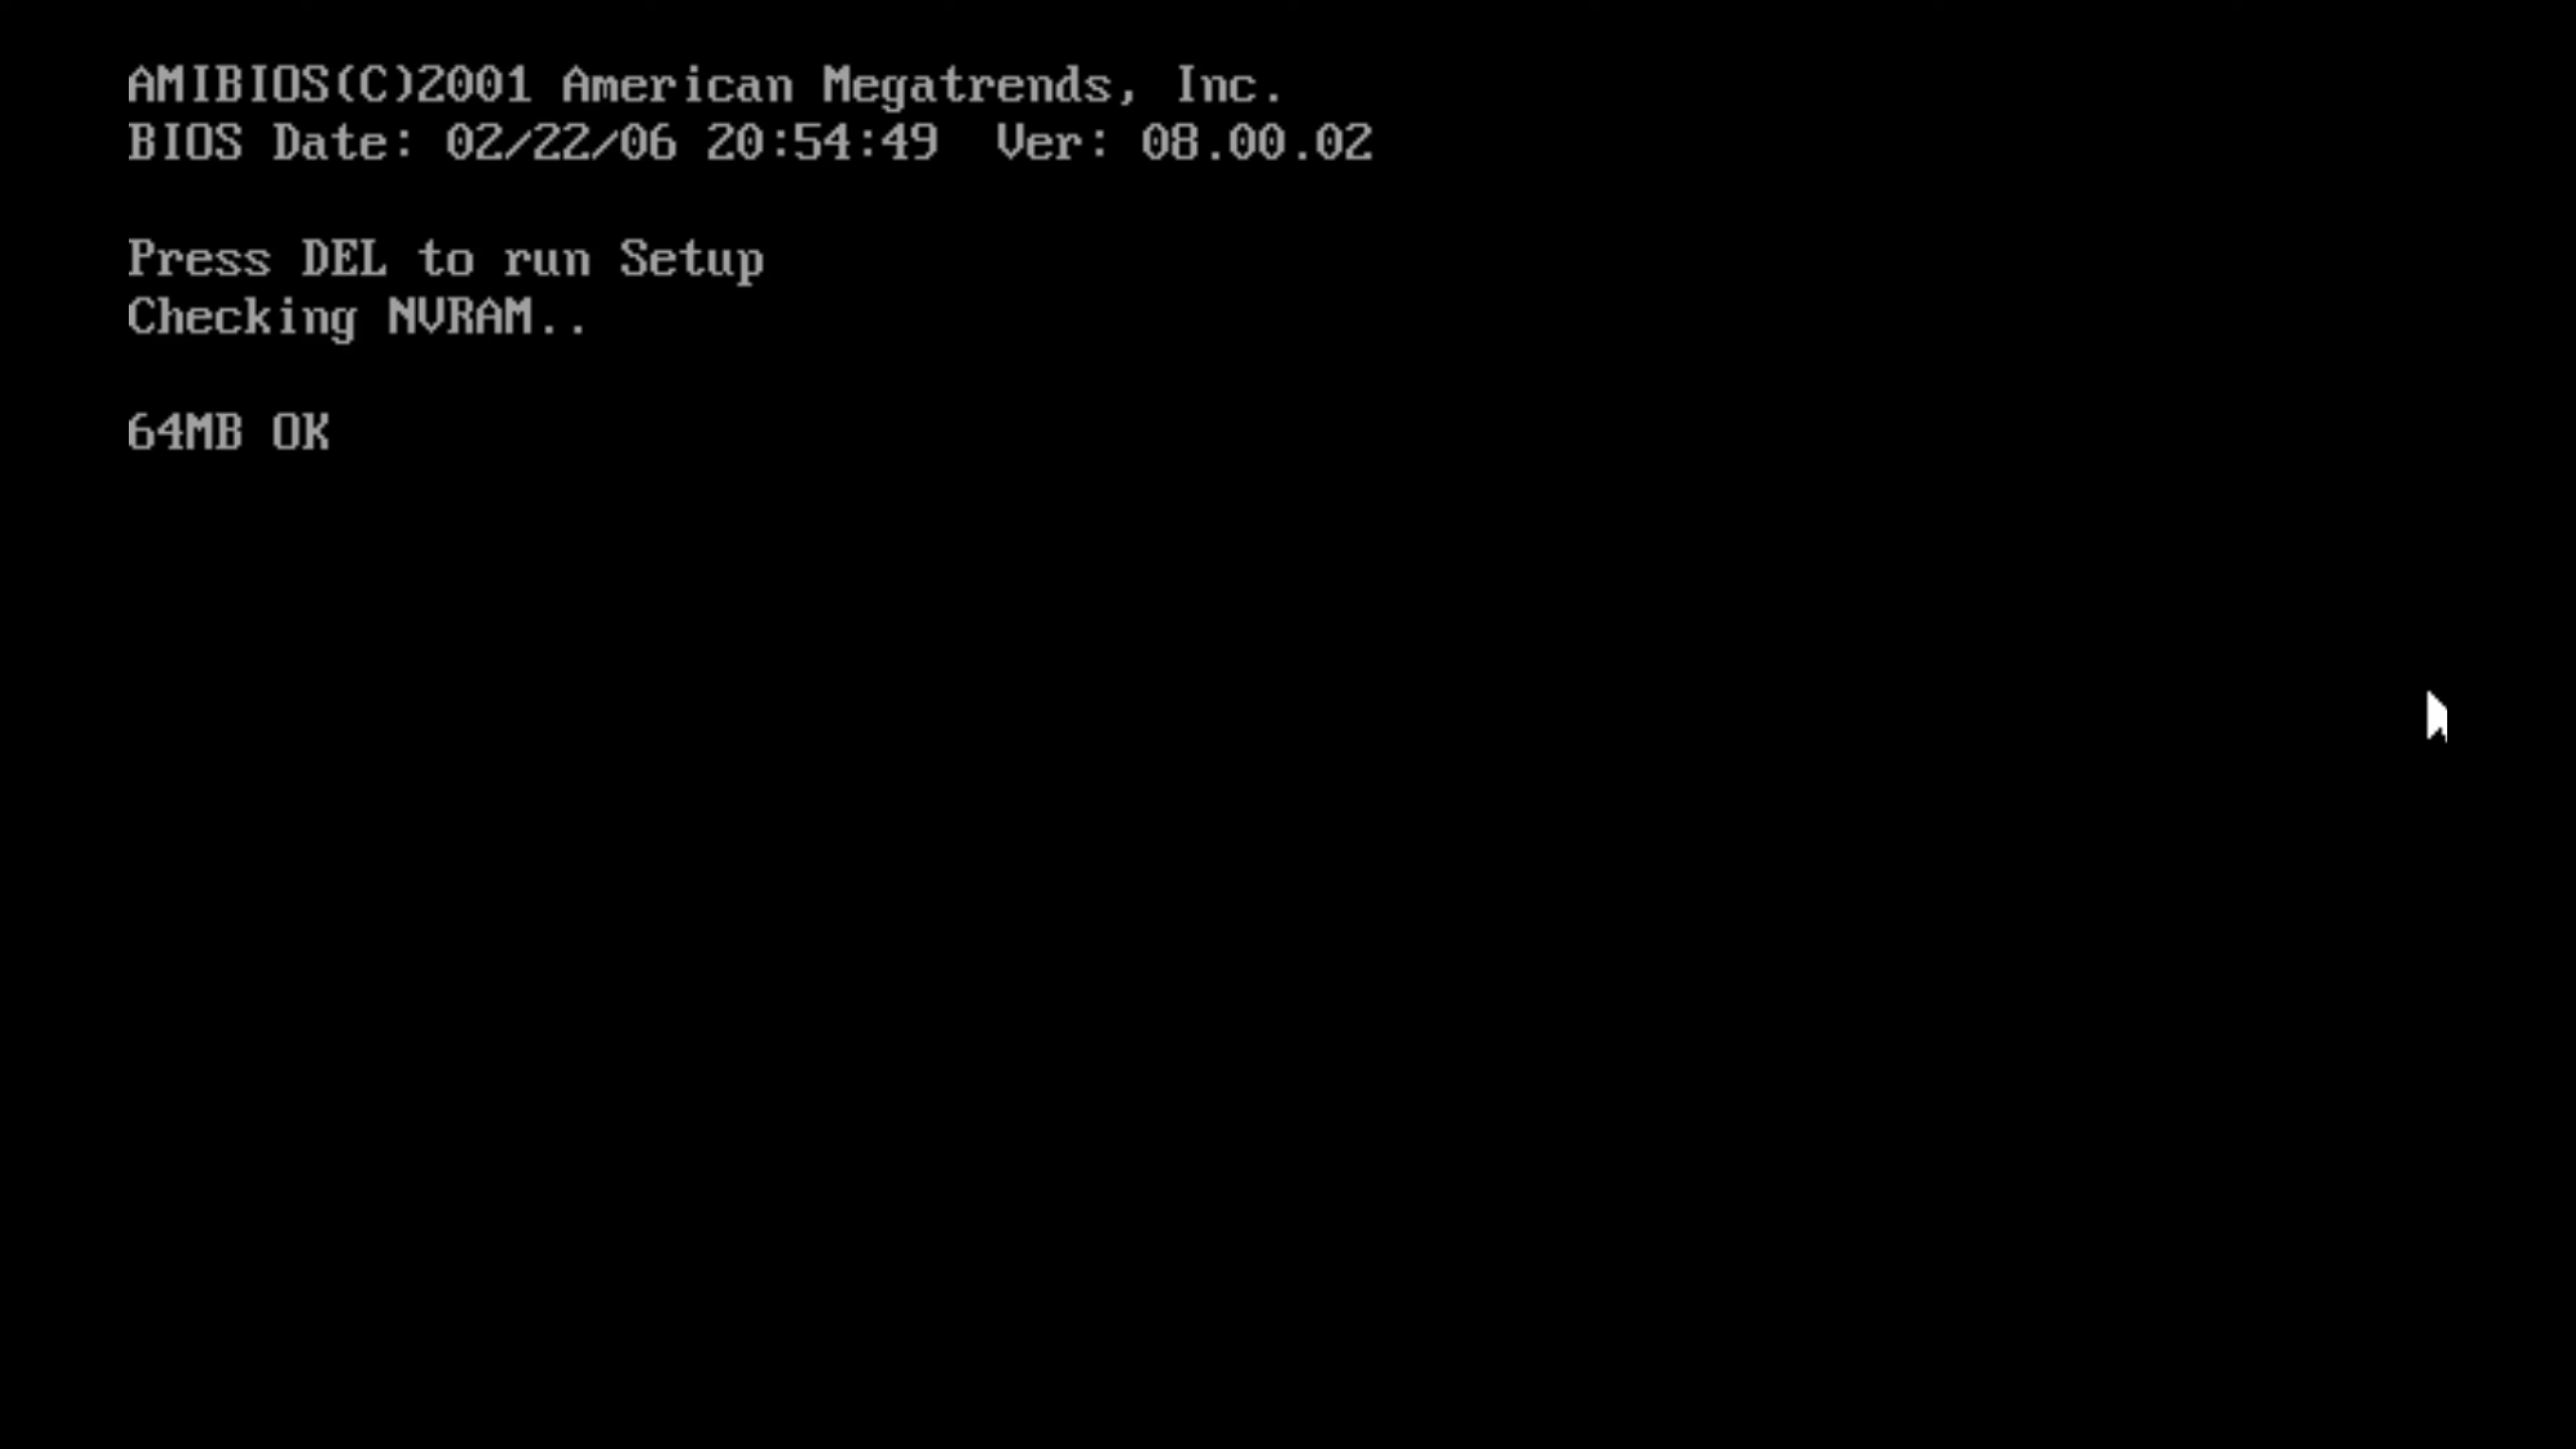 AMIBIOS(C)2001 American Megatrends, Inc.
BIOS Date: 02/22/06 20:54:49  Ver: 08.00.02
Press DEL to run Setup
Checking NVRAM..
64MB OK